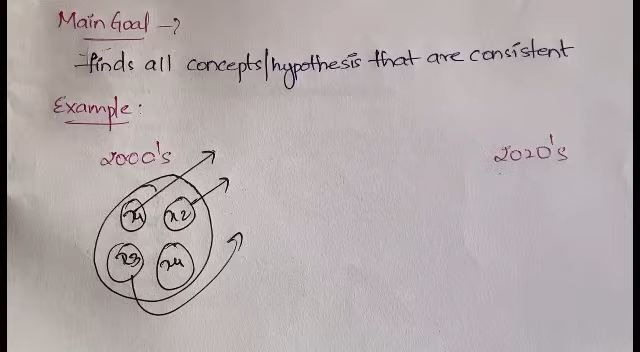 Main Goal →
finds all concepts/hypothesis that are consistent
Example:
2000's
2020's
x1 x2
x3 x4